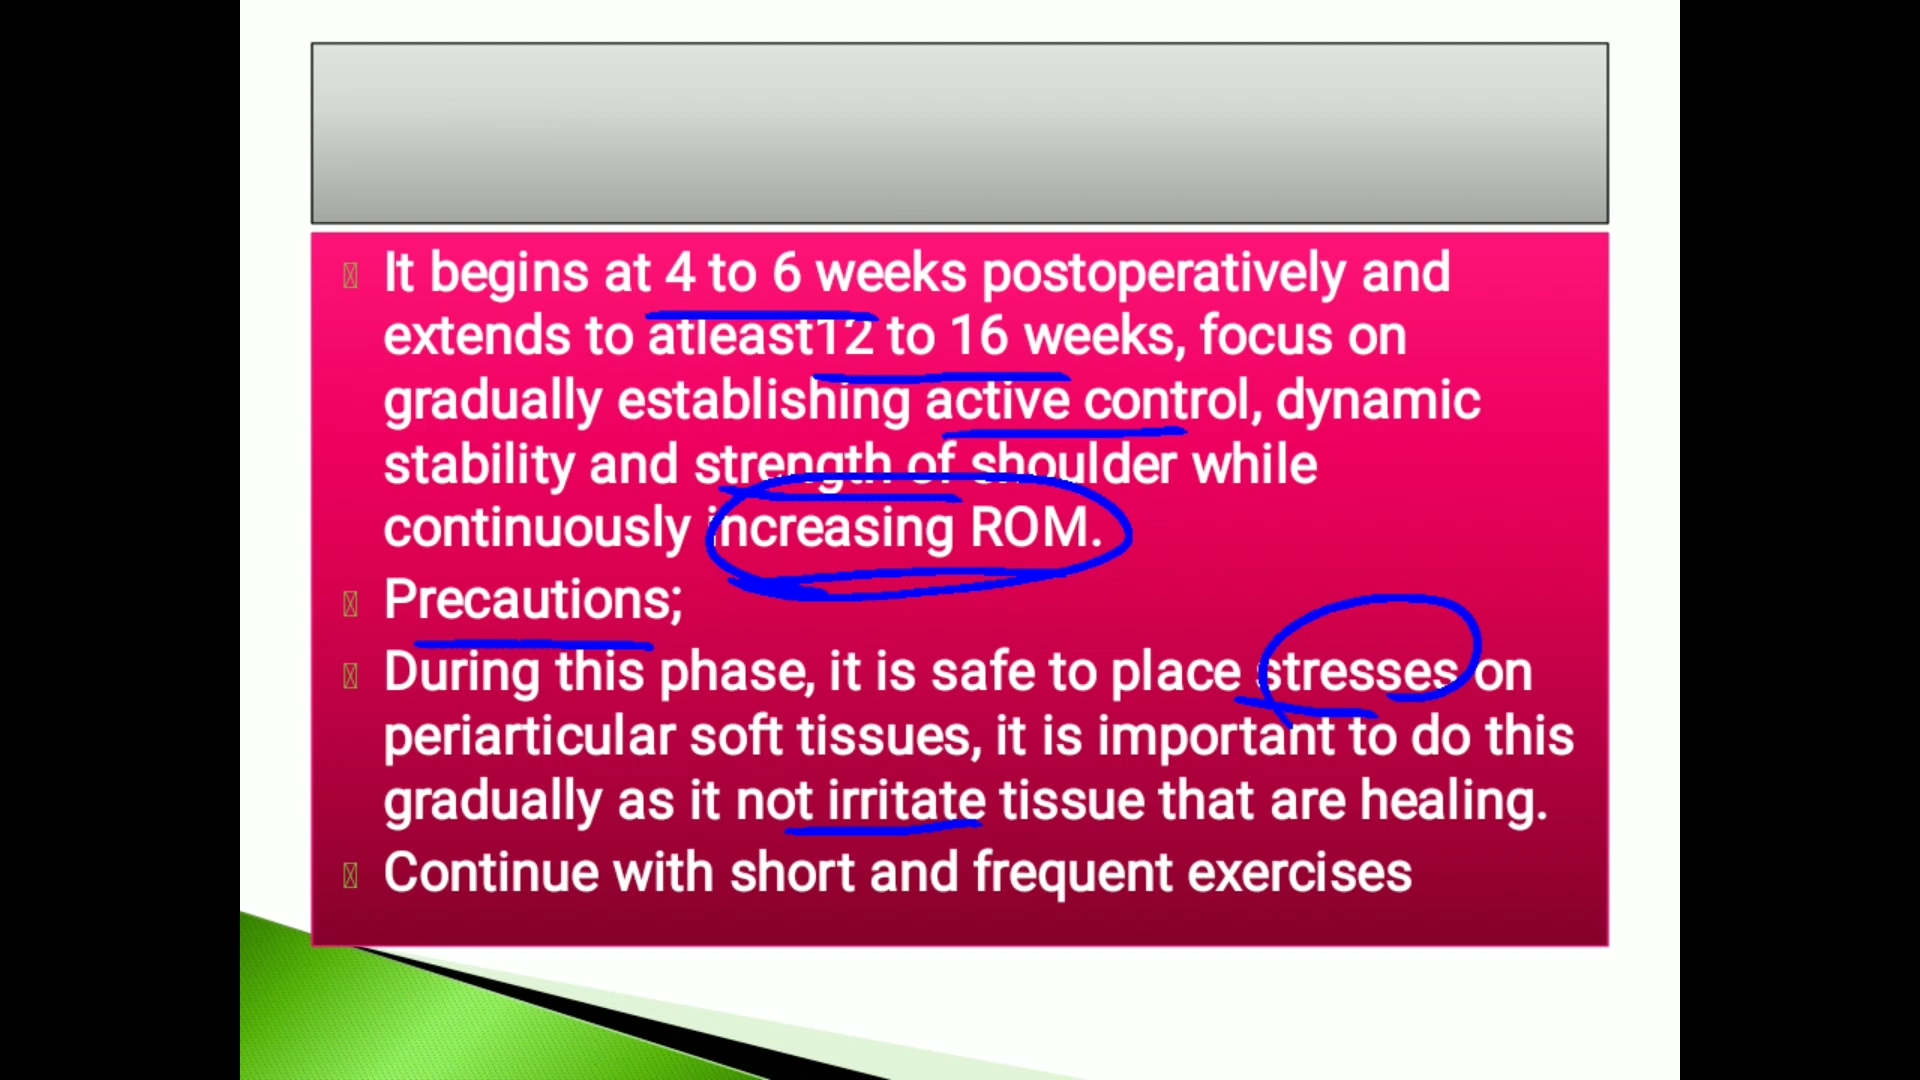 It begins at 4 to 6 weeks postoperatively and
extends to atleast12 to 16 weeks, focus on
gradually establishing active control, dynamic
stability and strength of shoulder while
continuously increasing ROM.
Precautions;
During this phase, it is safe to place stresses on
periarticular soft tissues, it is important to do this
gradually as it not irritate tissue that are healing.
Continue with short and frequent exercises